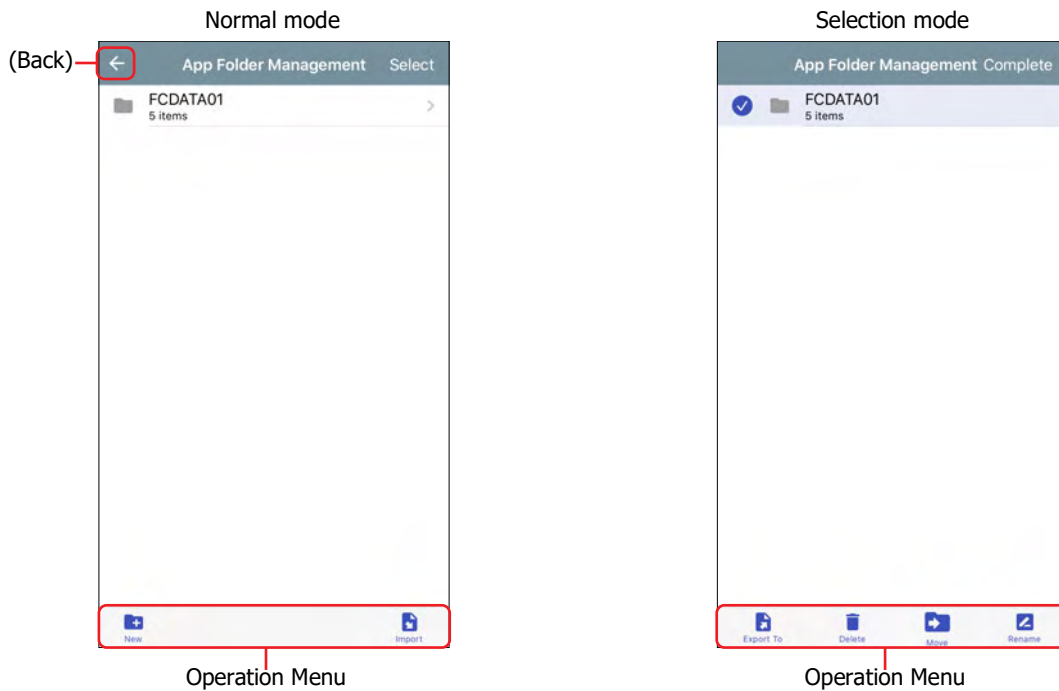 Normal mode
(Back)
App Folder Management Select
FCDATA01
5 items
New Import
Operation Menu
Selection mode
App Folder Management Complete
FCDATA01
5 items
Export To Delete Move Rename
Operation Menu